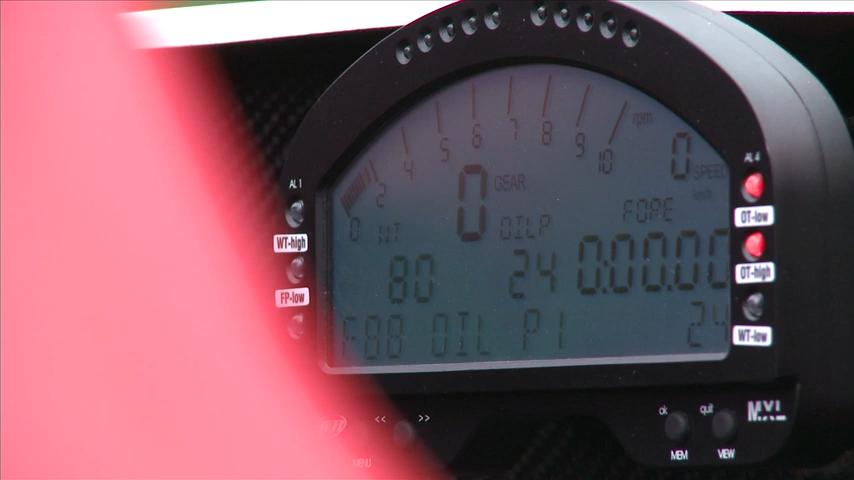 5 6 7 8 9 10 rpm
4
2
0
0 GEAR
0 SPEED
km/h
AL 1
AL 4
OT-low
WT-high
WT OILP
80 24 0:00.00
OT-high
FP-low
OIL P1 24
WT-low
<< >>
ok quit MXL
MENU MEM VIEW